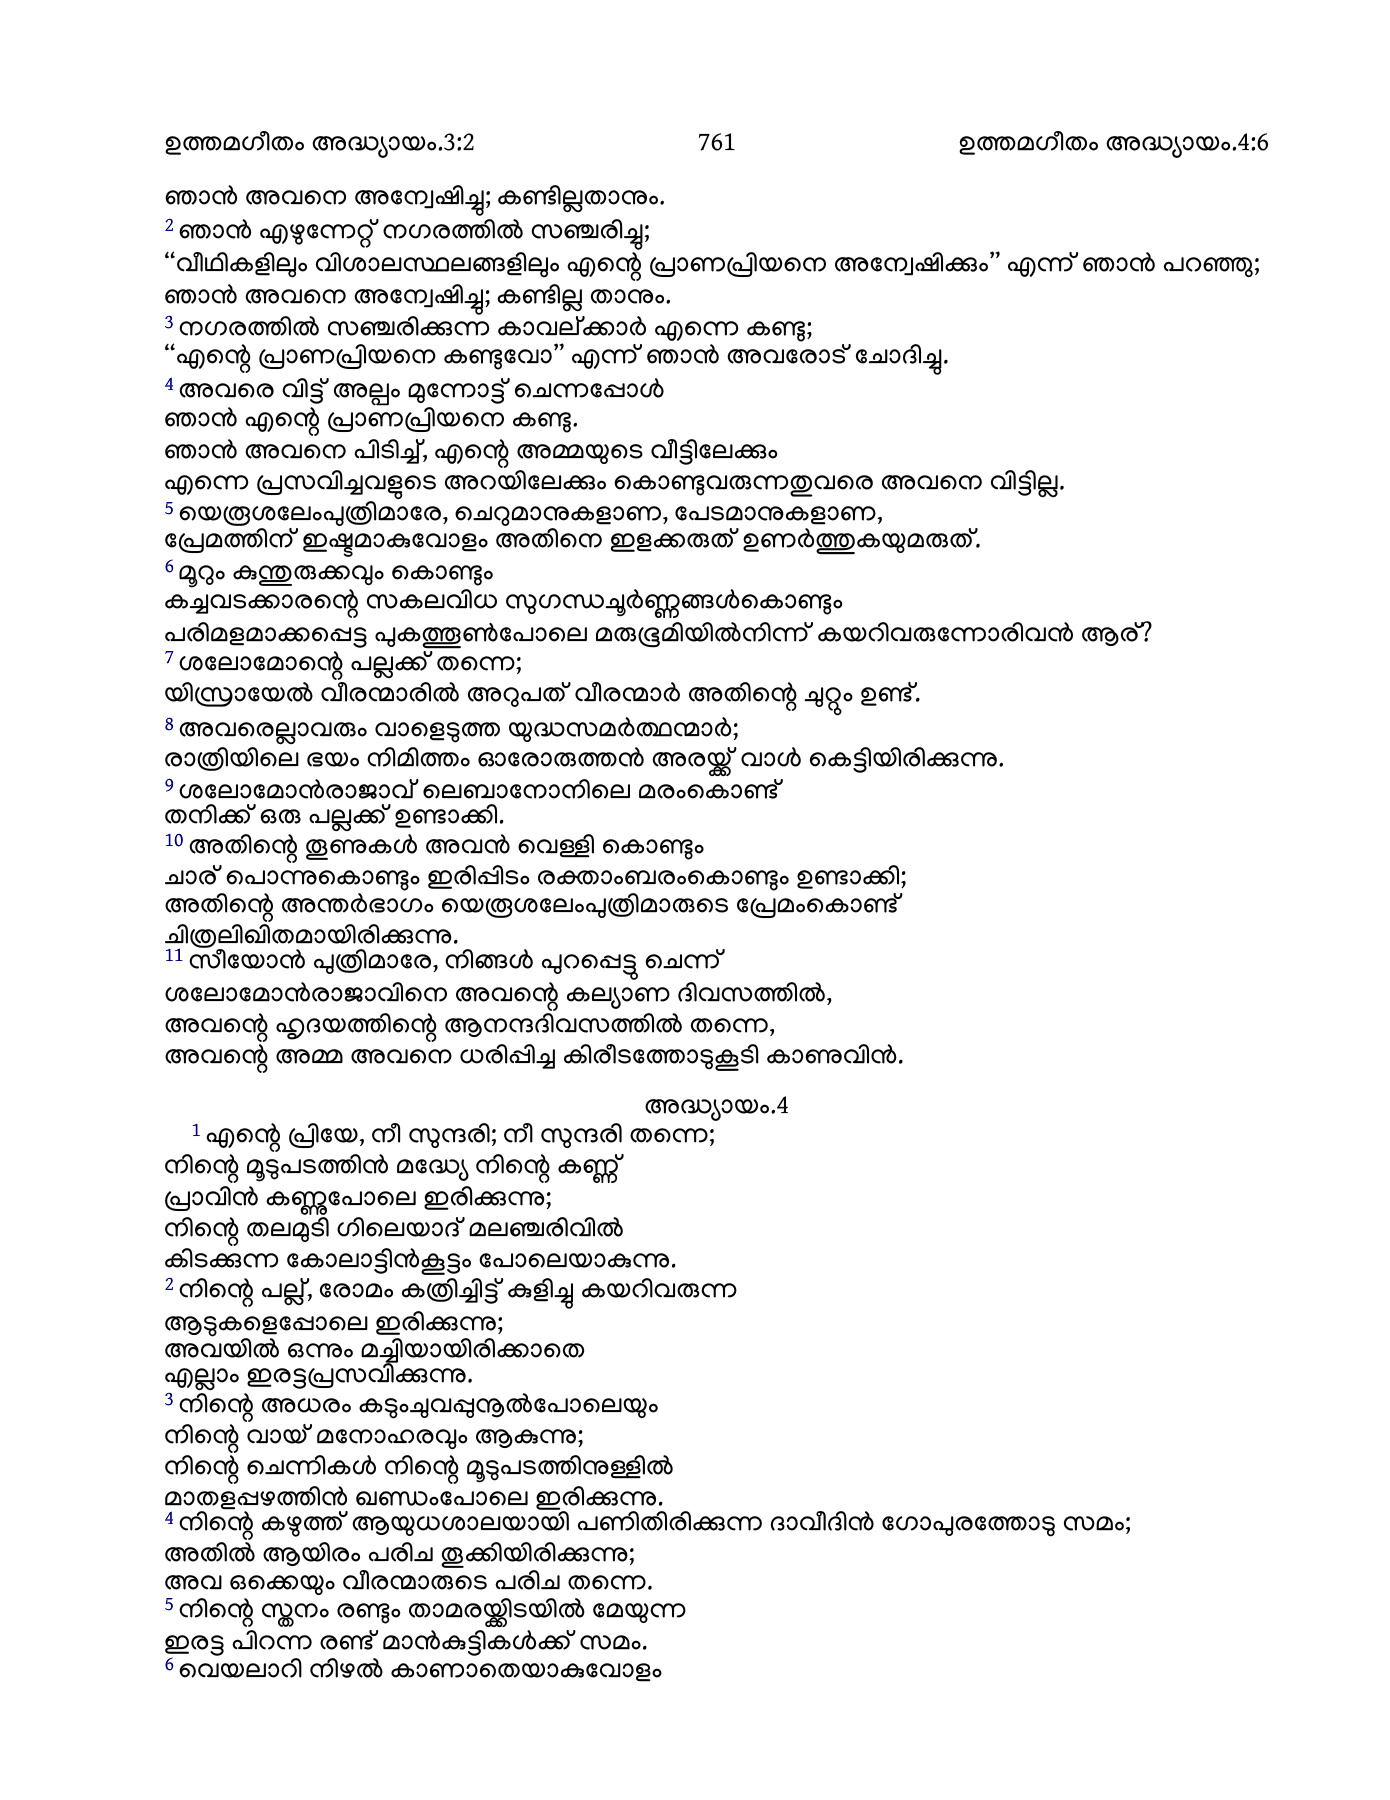 ഉത്തമഗീതം അദ്ധ്യായം.3:2 761 ഉത്തമഗീതം അദ്ധ്യായം.4:6
ഞാൻ അവനെ അന്വേഷിച്ചു; കണ്ടില്ലതാനും.
2 ഞാൻ എഴുന്നേറ്റ് നഗരത്തിൽ സഞ്ചരിച്ചു;
“വീഥികളിലും വിശാലസ്ഥലങ്ങളിലും എന്റെ പ്രാണപ്രിയനെ അന്വേഷിക്കും” എന്ന് ഞാൻ പറഞ്ഞു;
ഞാൻ അവനെ അന്വേഷിച്ചു; കണ്ടില്ല താനും.
3 നഗരത്തിൽ സഞ്ചരിക്കുന്ന കാവല്ക്കാർ എന്നെ കണ്ടു;
“എന്റെ പ്രാണപ്രിയനെ കണ്ടുവോ” എന്ന് ഞാൻ അവരോട് ചോദിച്ചു.
4 അവരെ വിട്ട് അല്പം മുന്നോട്ട് ചെന്നപ്പോൾ
ഞാൻ എന്റെ പ്രാണപ്രിയനെ കണ്ടു.
ഞാൻ അവനെ പിടിച്ച്, എന്റെ അമ്മയുടെ വീട്ടിലേക്കും
എന്നെ പ്രസവിച്ചവളുടെ അറയിലേക്കും കൊണ്ടുവരുന്നതുവരെ അവനെ വിട്ടില്ല.
5 യെരൂശലേംപുത്രിമാരേ, ചെറുമാനുകളാണ, പേടമാനുകളാണ,
പ്രേമത്തിന് ഇഷ്ടമാകുവോളം അതിനെ ഇളക്കരുത് ഉണർത്തുകയുമരുത്.
6 മൂറും കുന്തുരുക്കവും കൊണ്ടും
കച്ചവടക്കാരന്റെ സകലവിധ സുഗന്ധചൂർണ്ണങ്ങൾകൊണ്ടും
പരിമളമാക്കപ്പെട്ട പുകത്തൂൺപോലെ മരുഭൂമിയിൽനിന്ന് കയറിവരുന്നോരിവൻ ആര്?
7 ശലോമോന്റെ പല്ലക്ക് തന്നെ;
യിസ്രായേൽ വീരന്മാരിൽ അറുപത് വീരന്മാർ അതിന്റെ ചുറ്റും ഉണ്ട്.
8 അവരെല്ലാവരും വാളെടുത്ത യുദ്ധസമർത്ഥന്മാർ;
രാത്രിയിലെ ഭയം നിമിത്തം ഓരോരുത്തൻ അരയ്ക്ക് വാൾ കെട്ടിയിരിക്കുന്നു.
9 ശലോമോൻരാജാവ് ലെബാനോനിലെ മരംകൊണ്ട്
തനിക്ക് ഒരു പല്ലക്ക് ഉണ്ടാക്കി.
10 അതിന്റെ തൂണുകൾ അവൻ വെള്ളി കൊണ്ടും
ചാര് പൊന്നുകൊണ്ടും ഇരിപ്പിടം രക്താംബരംകൊണ്ടും ഉണ്ടാക്കി;
അതിന്റെ അന്തർഭാഗം യെരൂശലേംപുത്രിമാരുടെ പ്രേമംകൊണ്ട്
ചിത്രലിഖിതമായിരിക്കുന്നു.
11 സീയോൻ പുത്രിമാരേ, നിങ്ങൾ പുറപ്പെട്ടു ചെന്ന്
ശലോമോൻരാജാവിനെ അവന്റെ കല്യാണ ദിവസത്തിൽ,
അവന്റെ ഹൃദയത്തിന്റെ ആനന്ദദിവസത്തിൽ തന്നെ,
അവന്റെ അമ്മ അവനെ ധരിപ്പിച്ച കിരീടത്തോടുകൂടി കാണുവിൻ.
അദ്ധ്യായം.4
1 എന്റെ പ്രിയേ, നീ സുന്ദരി; നീ സുന്ദരി തന്നെ;
നിന്റെ മൂടുപടത്തിൻ മദ്ധ്യേ നിന്റെ കണ്ണ്
പ്രാവിൻ കണ്ണുപോലെ ഇരിക്കുന്നു;
നിന്റെ തലമുടി ഗിലെയാദ് മലഞ്ചരിവിൽ
കിടക്കുന്ന കോലാട്ടിൻകൂട്ടം പോലെയാകുന്നു.
2 നിന്റെ പല്ല്, രോമം കത്രിച്ചിട്ട് കുളിച്ചു കയറിവരുന്ന
ആടുകളെപ്പോലെ ഇരിക്കുന്നു;
അവയിൽ ഒന്നും മച്ചിയായിരിക്കാതെ
എല്ലാം ഇരട്ടപ്രസവിക്കുന്നു.
3 നിന്റെ അധരം കടുംചുവപ്പുനൂൽപോലെയും
നിന്റെ വായ് മനോഹരവും ആകുന്നു;
നിന്റെ ചെന്നികൾ നിന്റെ മൂടുപടത്തിനുള്ളിൽ
മാതളപ്പഴത്തിൻ ഖണ്ഡംപോലെ ഇരിക്കുന്നു.
4 നിന്റെ കഴുത്ത് ആയുധശാലയായി പണിതിരിക്കുന്ന ദാവീദിൻ ഗോപുരത്തോടു സമം;
അതിൽ ആയിരം പരിച തൂക്കിയിരിക്കുന്നു;
അവ ഒക്കെയും വീരന്മാരുടെ പരിച തന്നെ.
5 നിന്റെ സ്തനം രണ്ടും താമരയ്ക്കിടയിൽ മേയുന്ന
ഇരട്ട പിറന്ന രണ്ട് മാൻകുട്ടികൾക്ക് സമം.
6 വെയലാറി നിഴൽ കാണാതെയാകുവോളം